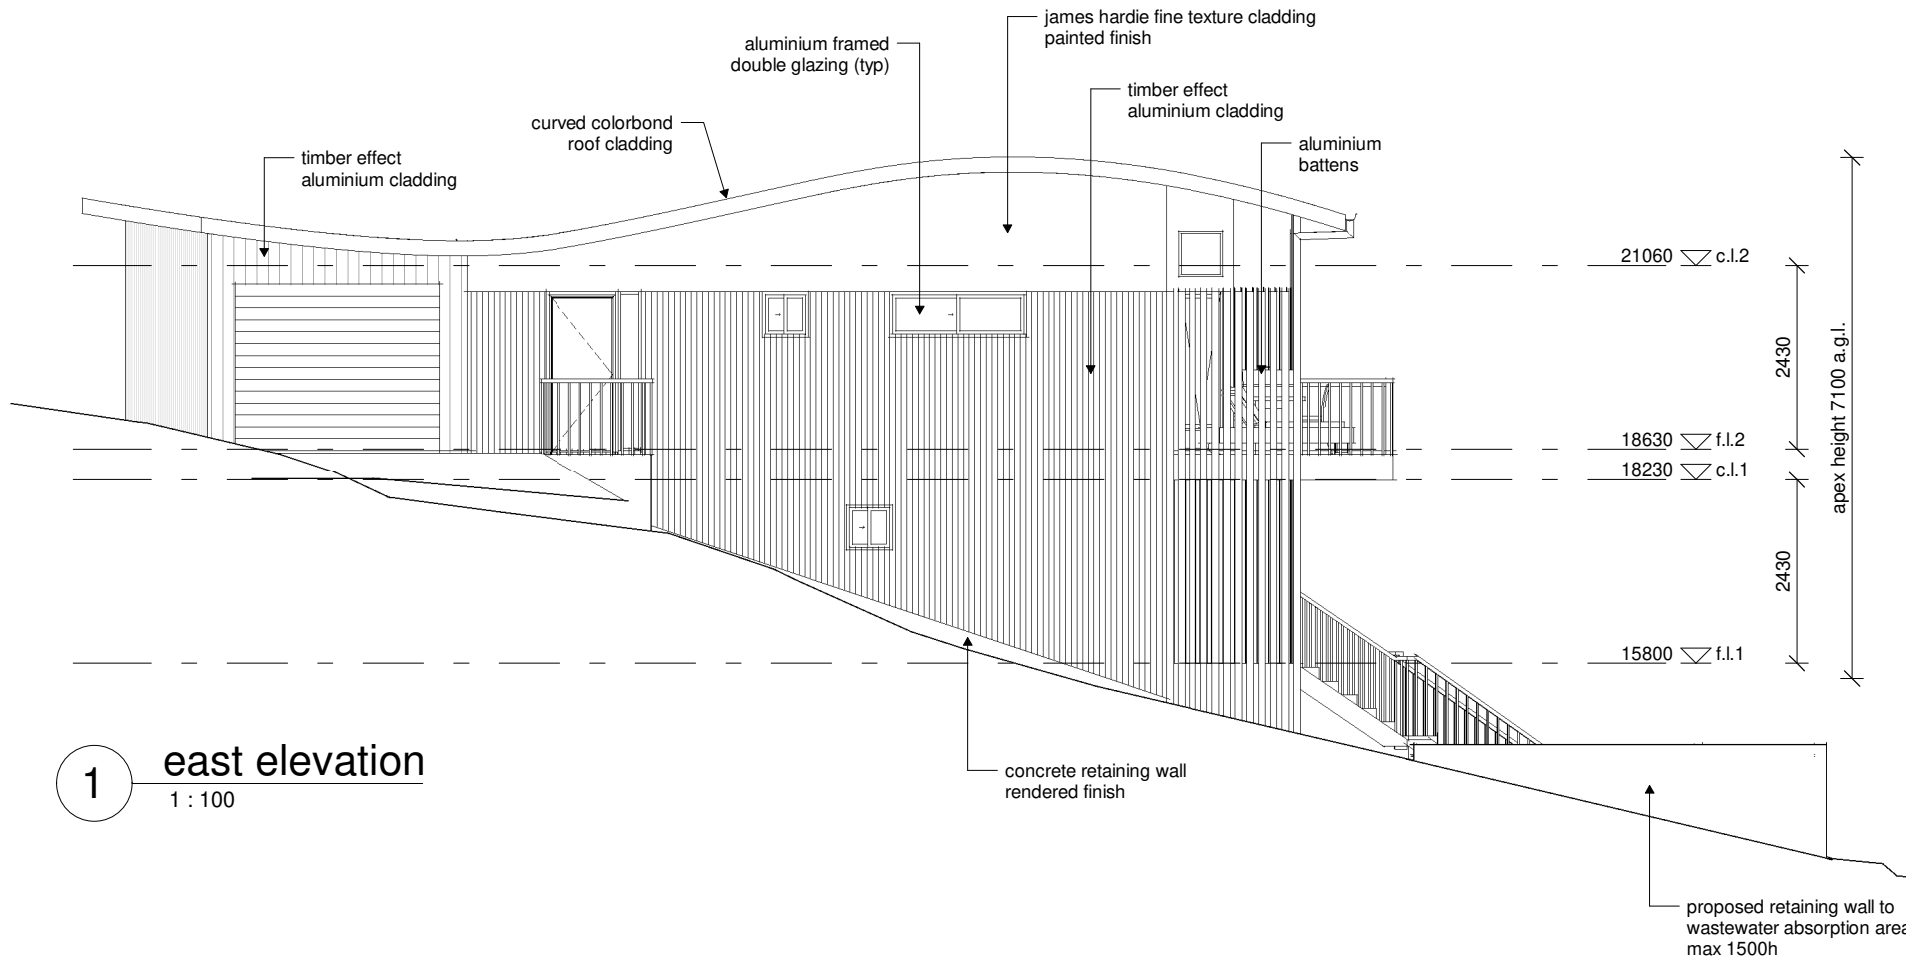 james hardie fine texture cladding
painted finish
aluminium framed
double glazing (typ)
timber effect
aluminium cladding
curved colorbond
roof cladding
aluminium
battens
timber effect
aluminium cladding
21060 c.l.2
2430
apex height 7100 a.g.l.
18630 f.l.2
18230 c.l.1
2430
15800 f.l.1
1 east elevation
1 : 100
concrete retaining wall
rendered finish
proposed retaining wall to
wastewater absorption area
max 1500h